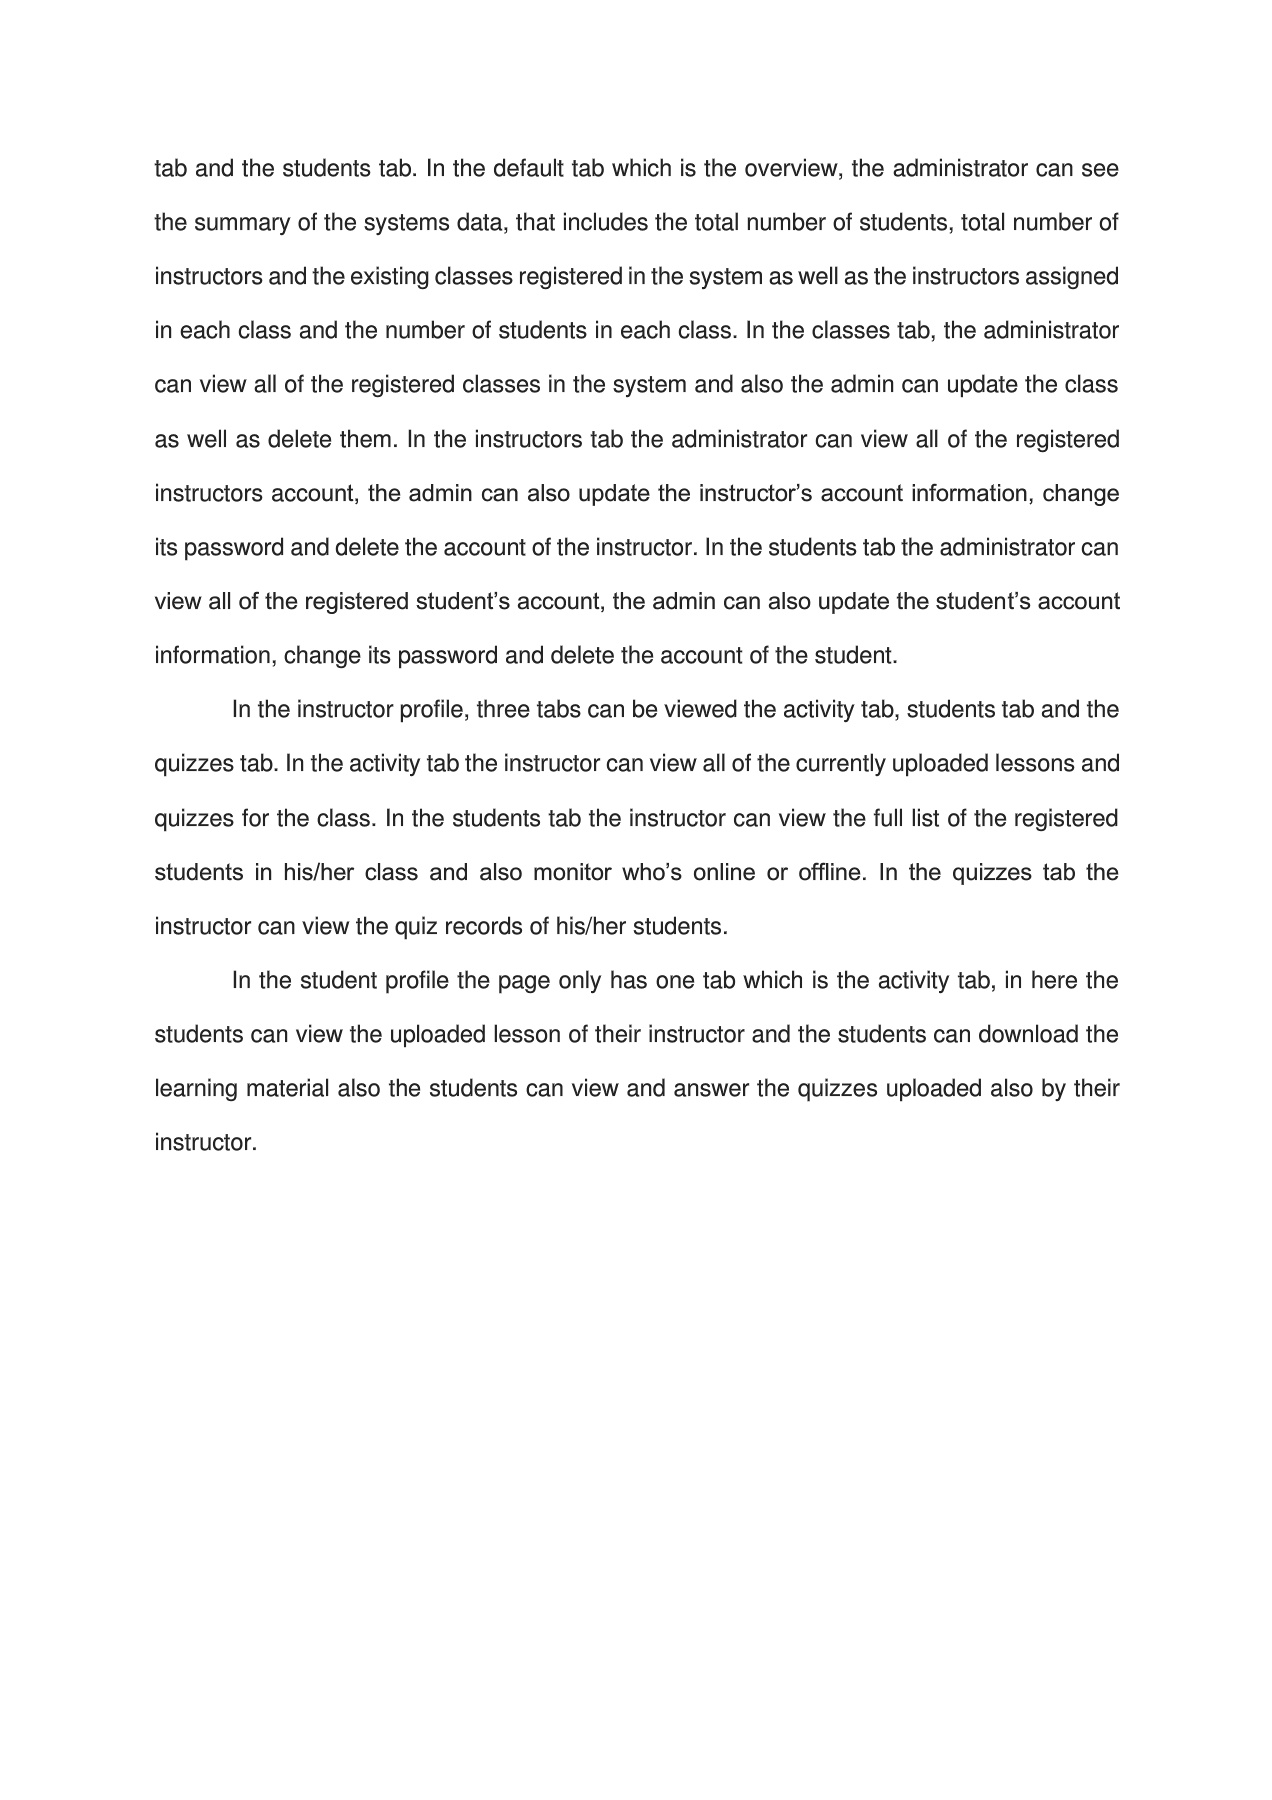 tab and the students tab. In the default tab which is the overview, the administrator can see
the summary of the systems data, that includes the total number of students, total number of
instructors and the existing classes registered in the system as well as the instructors assigned
in each class and the number of students in each class. In the classes tab, the administrator
can view all of the registered classes in the system and also the admin can update the class
as well as delete them. In the instructors tab the administrator can view all of the registered
instructors account, the admin can also update the instructor’s account information, change
its password and delete the account of the instructor. In the students tab the administrator can
view all of the registered student’s account, the admin can also update the student’s account
information, change its password and delete the account of the student.
In the instructor profile, three tabs can be viewed the activity tab, students tab and the
quizzes tab. In the activity tab the instructor can view all of the currently uploaded lessons and
quizzes for the class. In the students tab the instructor can view the full list of the registered
students in his/her class and also monitor who’s online or offline. In the quizzes tab the
instructor can view the quiz records of his/her students.
In the student profile the page only has one tab which is the activity tab, in here the
students can view the uploaded lesson of their instructor and the students can download the
learning material also the students can view and answer the quizzes uploaded also by their
instructor.